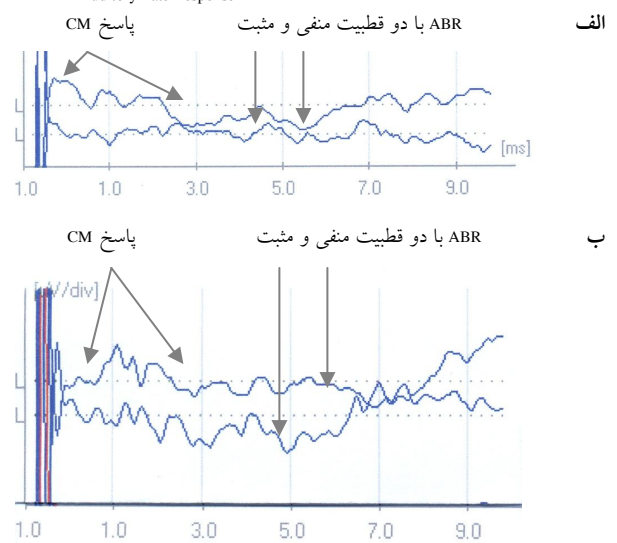 الف ABR با دو قطبیت منفی و مثبت پاسخ CM
L
L
[ms]
1.0 1.0 3.0 5.0 7.0 9.0
ب ABR با دو قطبیت منفی و مثبت پاسخ CM
V/div]
L
L
1.0 1.0 3.0 5.0 7.0 9.0